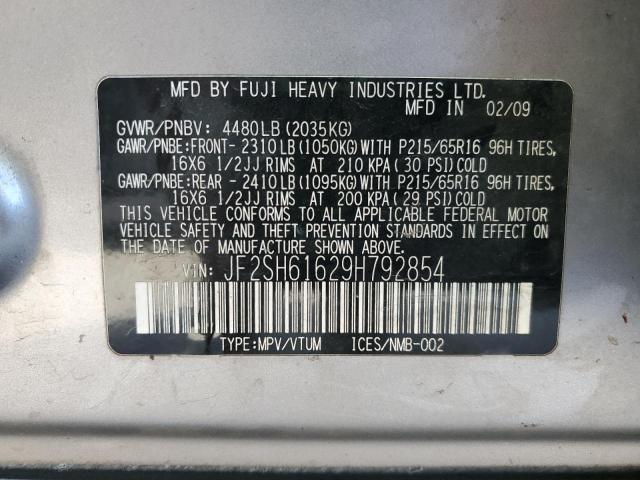 MFD BY FUJI HEAVY INDUSTRIES LTD.
MFD IN 02/09
GVWR/PNBV: 4480LB(2035KG)
GAWR/PNBE:FRONT-2310LB(1050KG)WITH P215/65R16 96H TIRES,
16X6 1/2JJ RIMS AT 210 KPA(30 PSI)COLD
GAWR/PNBE:REAR -2410LB(1095KG)WITH P215/65R16 96H TIRES,
16X6 1/2JJ RIMS AT 200 KPA(29 PSI)COLD
THIS VEHICLE CONFORMS TO ALL APPLICABLE FEDERAL MOTOR
VEHICLE SAFETY AND THEFT PREVENTION STANDARDS IN EFFECT
ON THE DATE OF MANUFACTURE SHOWN ABOVE.
VIN: JF2SH61629H792854
TYPE:MPV/VTUM ICES/NMB-002